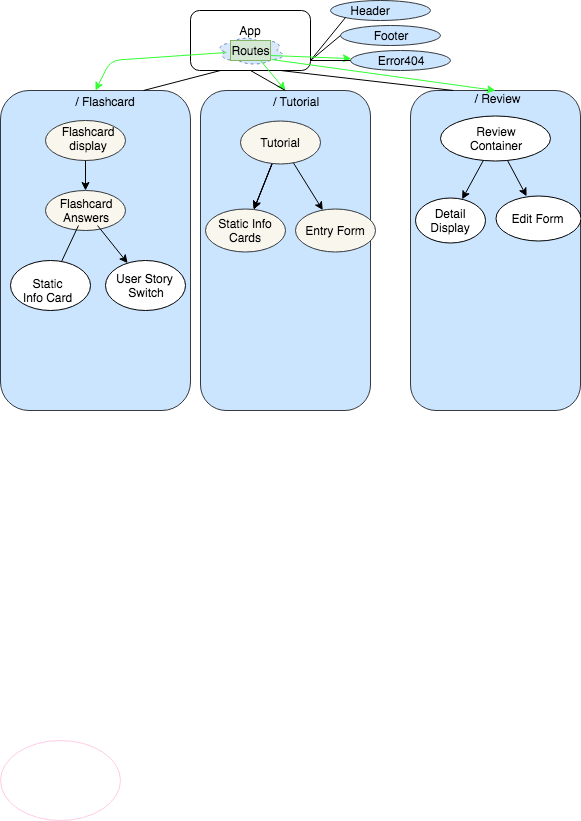 Header
App
Footer
Routes
Error404
/ Flashcard
/ Tutorial
/ Review
Flashcard
display
Tutorial
Review
Container
Flashcard
Answers
Static Info
Cards
Entry Form
Detail
Display
Edit Form
Static
Info Card
User Story
Switch